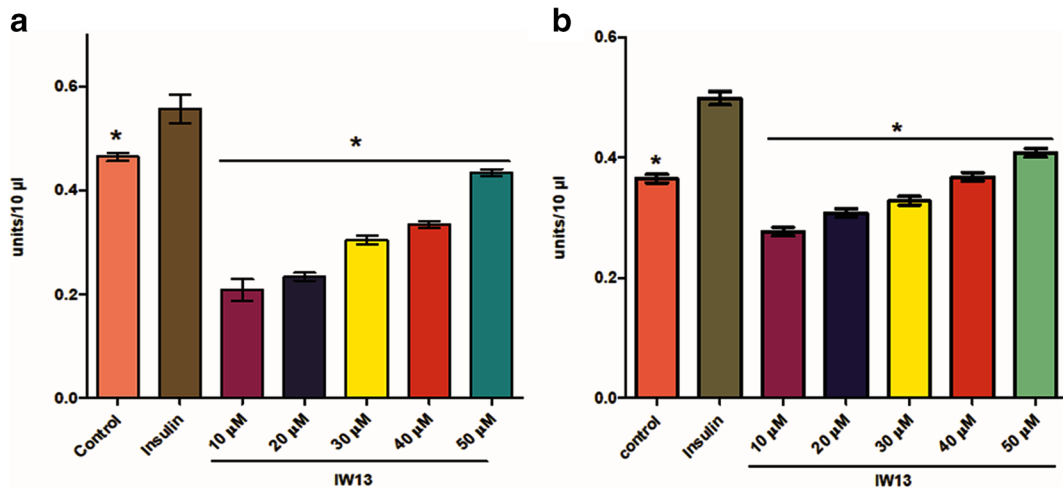 a
units/10 µl
0.6
0.4
0.2
0.0
*
*
Control
Insulin
10 µM
20 µM
30 µM
40 µM
50 µM
IW13
b
units/10 µl
0.6
0.4
0.2
0.0
*
*
control
Insulin
10 µM
20 µM
30 µM
40 µM
50 µM
IW13